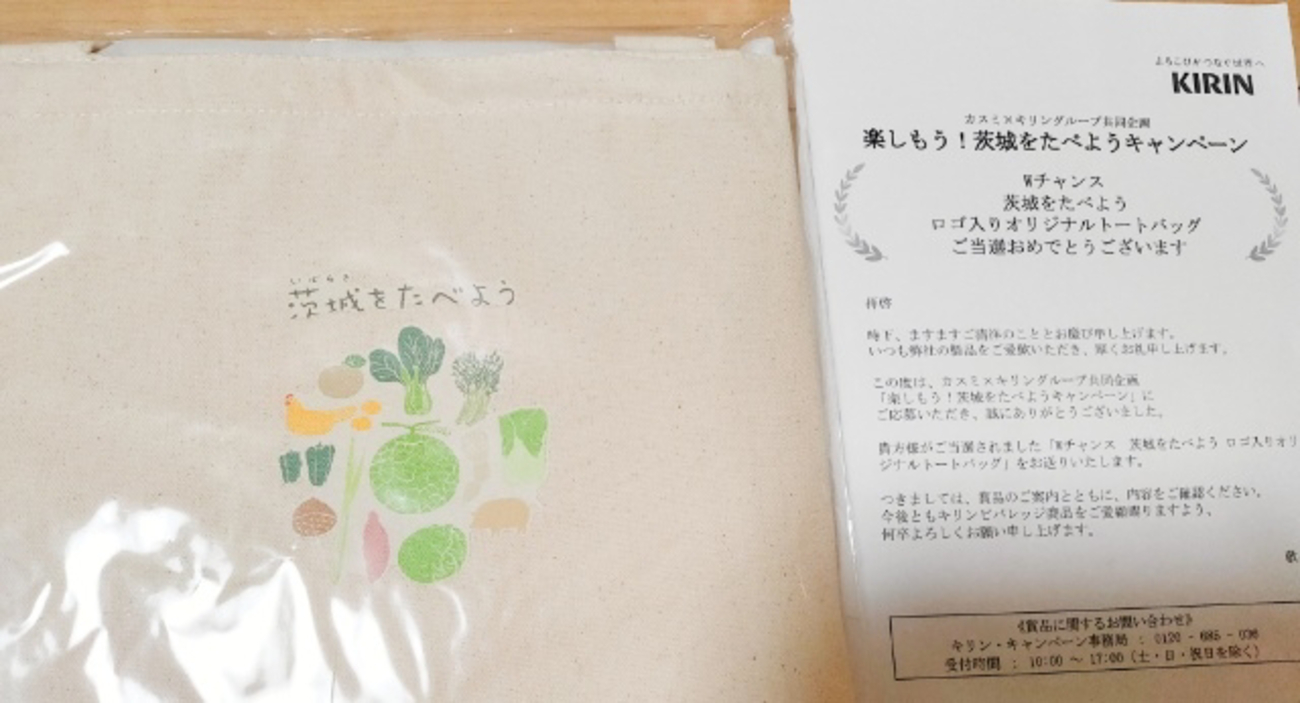 いばらき
茨城をたべよう
よろこびがつなぐ世界へ
KIRIN
カスミ×キリングループ共同企画
楽しもう！茨城をたべようキャンペーン
Wチャンス
茨城をたべよう
ロゴ入りオリジナルトートバッグ
ご当選おめでとうございます
拝啓
時下、ますますご清祥のこととお慶び申し上げます。
いつも弊社の製品をご愛飲いただき、厚くお礼申し上げます。
この度は、カスミ×キリングループ共同企画
「楽しもう！茨城をたべようキャンペーン」に
ご応募いただき、誠にありがとうございました。
貴方様がご当選されました「Wチャンス　茨城をたべよう ロゴ入りオリ
ジナルトートバッグ」をお送りいたします。
つきましては、賞品のご案内とともに、内容をご確認ください。
今後ともキリンビバレッジ商品をご愛顧賜りますよう、
何卒よろしくお願い申し上げます。
敬
《賞品に関するお問い合わせ》
キリン・キャンペーン事務局 ： 0120 - 685 -
受付時間 ： 10:00 ～ 17:00（土・日・祝日を除く）